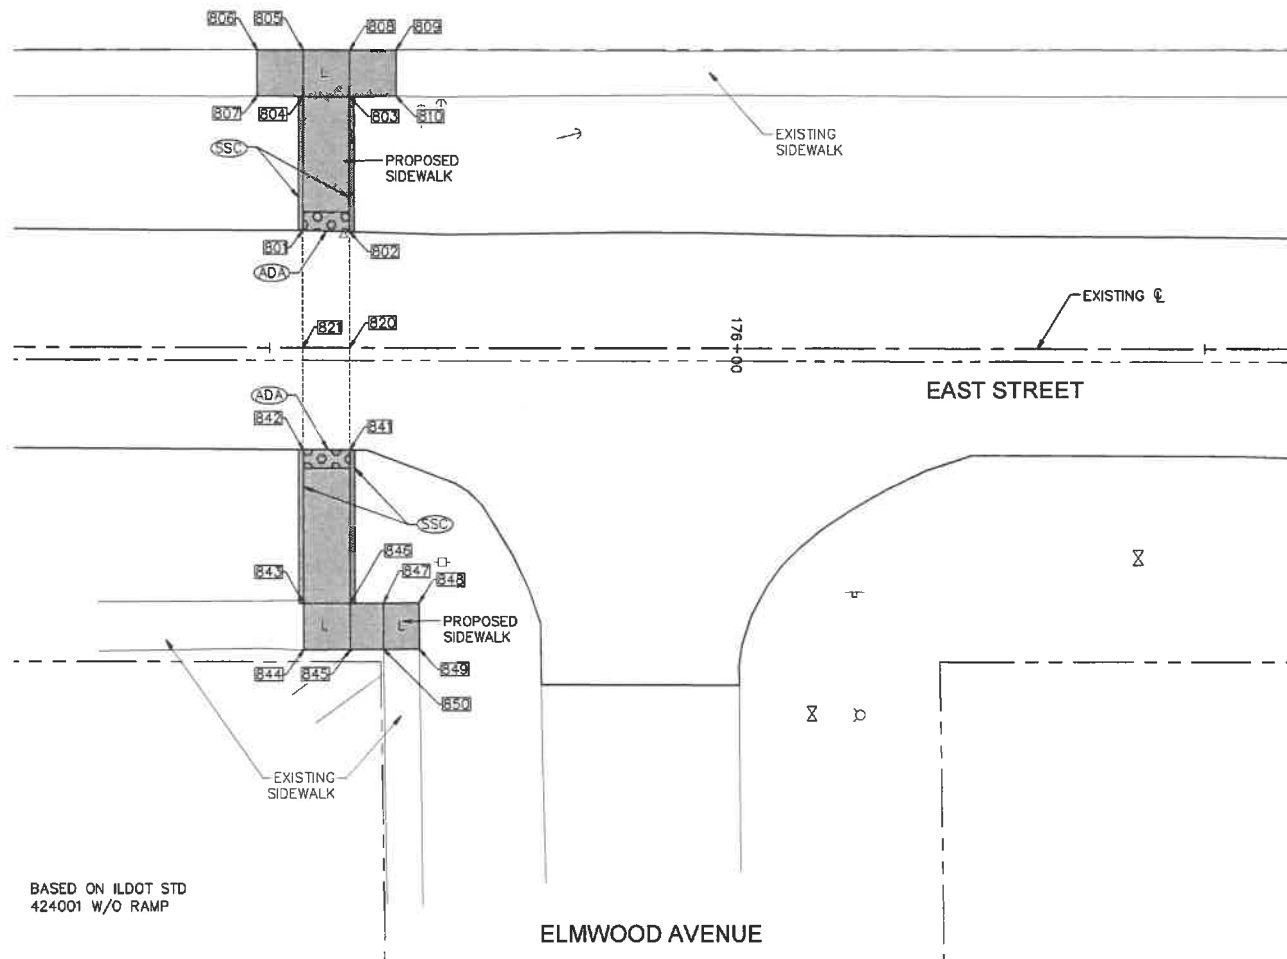 806
805
808
809
L
807
804
803
810
SSC
PROPOSED
SIDEWALK
EXISTING
SIDEWALK
801
802
ADA
EXISTING ℄
821
820
176+00
EAST STREET
ADA
842
841
SSC
843
846
847
848
L
L
PROPOSED
SIDEWALK
844
845
849
850
EXISTING
SIDEWALK
BASED ON ILDOT STD
424001 W/O RAMP
ELMWOOD AVENUE